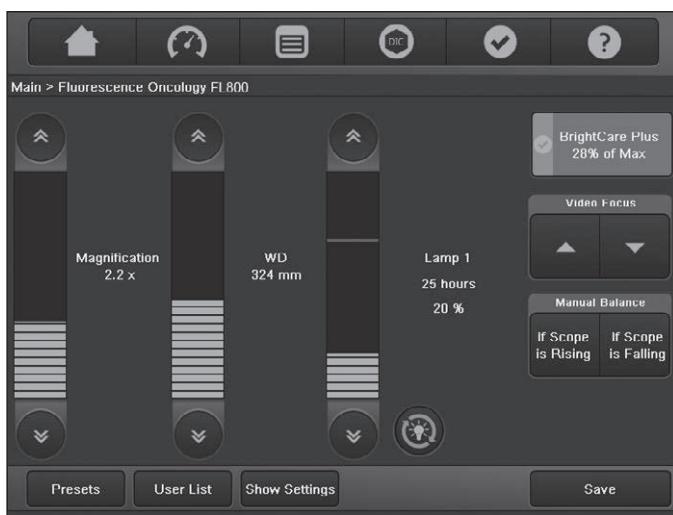 DIC
?
Main > Fluorescence Oncology FL800
BrightCare Plus
28% of Max
Video Focus
Magnification
2.2 x
WD
324 mm
Lamp 1
25 hours
20 %
Manual Balance
If Scope
is Rising
If Scope
is Falling
Presets
User List
Show Settings
Save